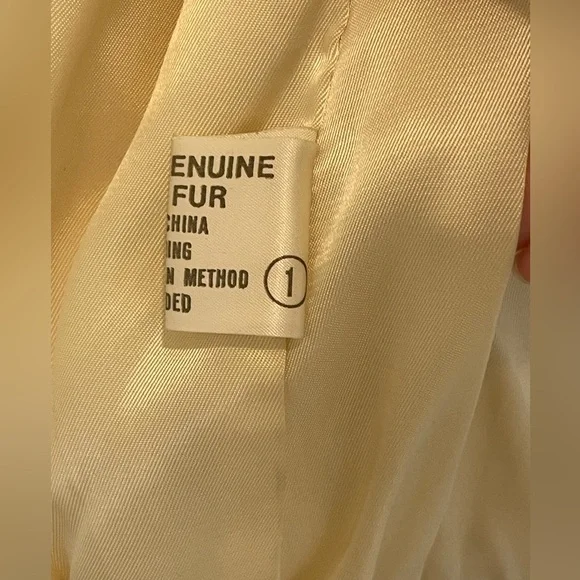 ENUINE
FUR
CHINA
ING
N METHOD
1
DED